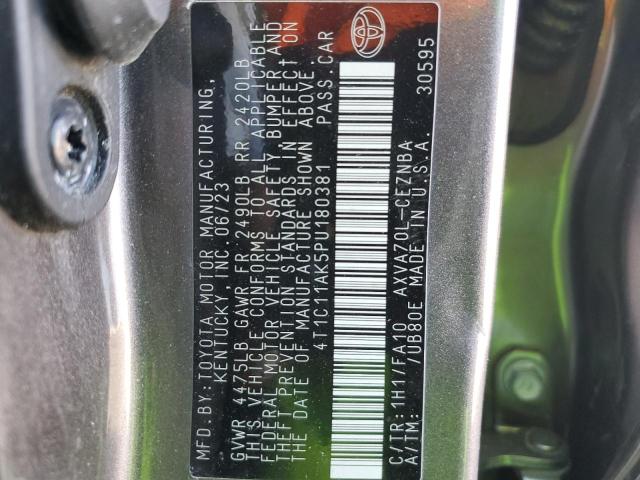 MFD. BY: TOYOTA MOTOR MANUFACTURING,
KENTUCKY, INC. 06/23
GVWR 4475LB GAWR FR 2490LB RR 2420LB
THIS VEHICLE CONFORMS TO ALL APPLICABLE
FEDERAL MOTOR VEHICLE SAFETY, BUMPER AND
THEFT PREVENTION STANDARDS IN EFFECT ON
THE DATE OF MANUFACTURE SHOWN ABOVE.
4T1C11AK5PU180381 PASS. CAR
C/TR: 1H1/FA10 AXVA70L-CEZNBA
A/TM: /UB80E MADE IN U.S.A. 30595